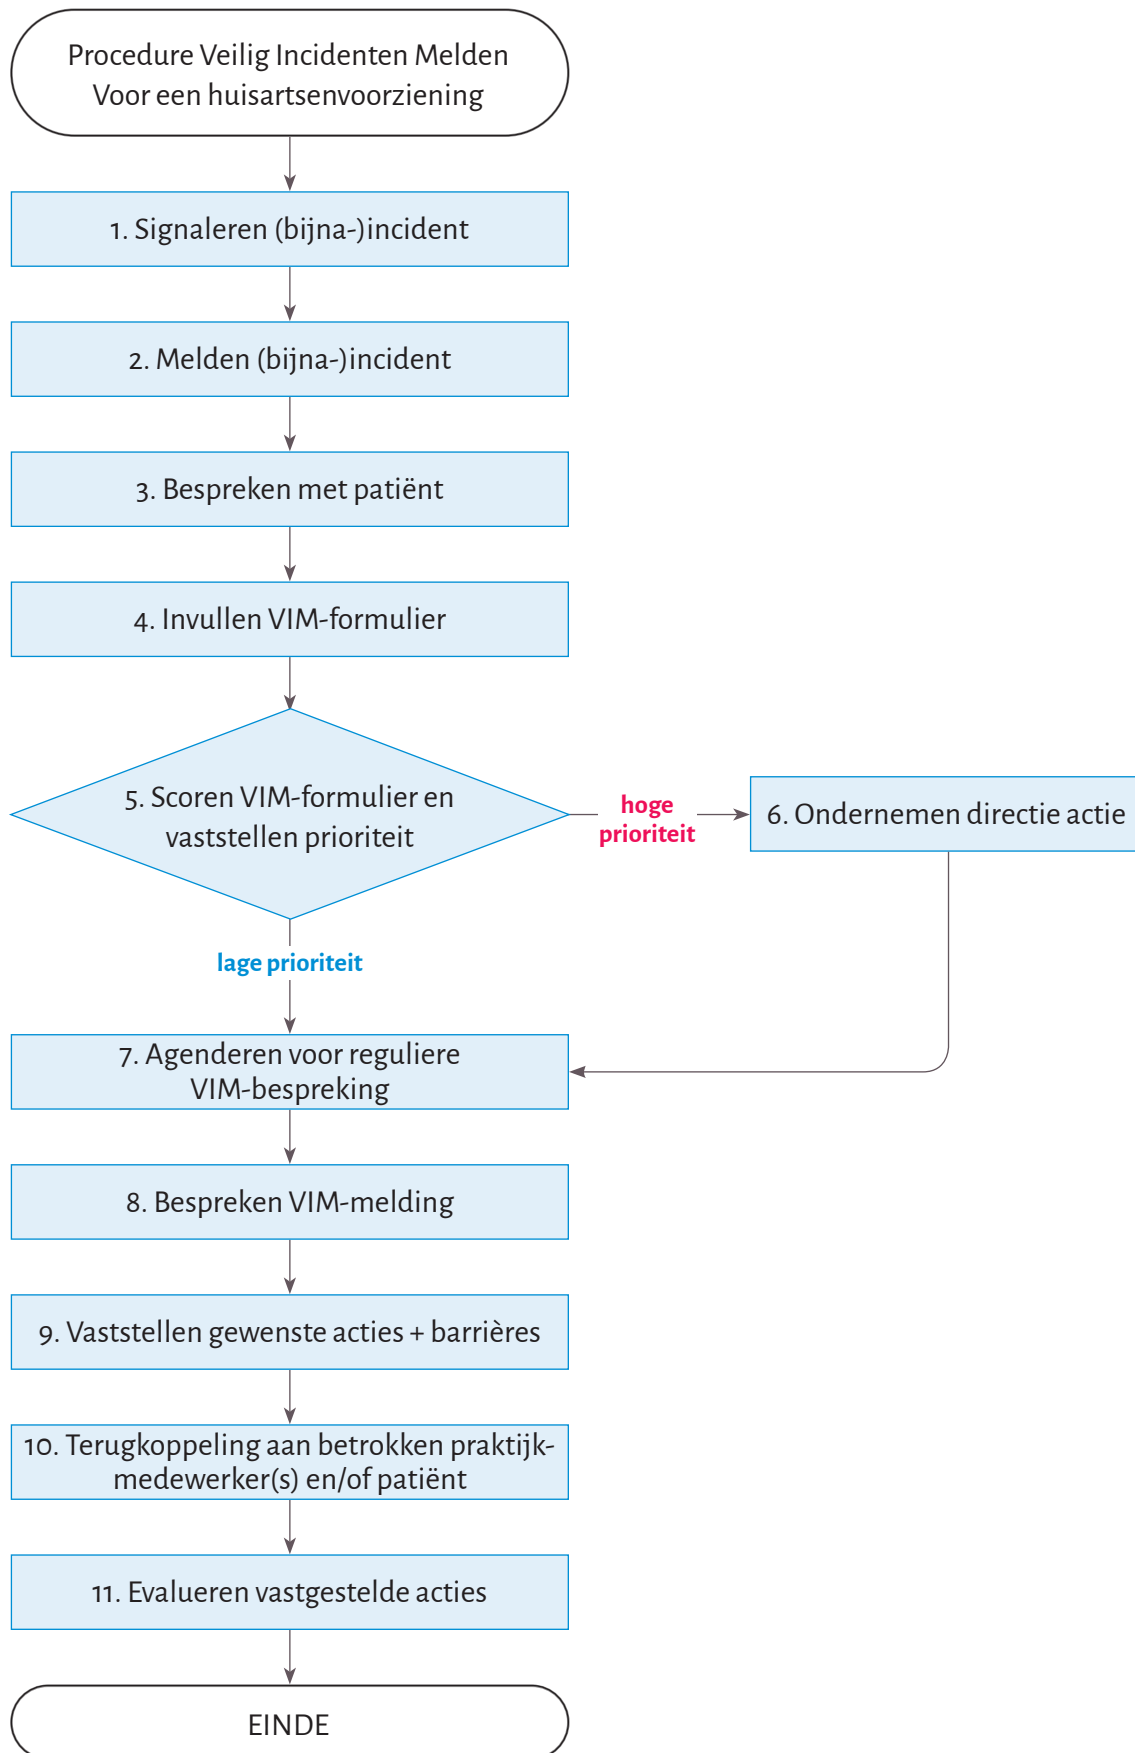 Procedure Veilig Incidenten Melden
Voor een huisartsenvoorziening
1. Signaleren (bijna-)incident
2. Melden (bijna-)incident
3. Bespreken met patiënt
4. Invullen VIM-formulier
5. Scoren VIM-formulier en
vaststellen prioriteit
hoge
prioriteit
6. Ondernemen directie actie
lage prioriteit
7. Agenderen voor reguliere
VIM-bespreking
8. Bespreken VIM-melding
9. Vaststellen gewenste acties + barrières
10. Terugkoppeling aan betrokken praktijk-
medewerker(s) en/of patiënt
11. Evalueren vastgestelde acties
EINDE